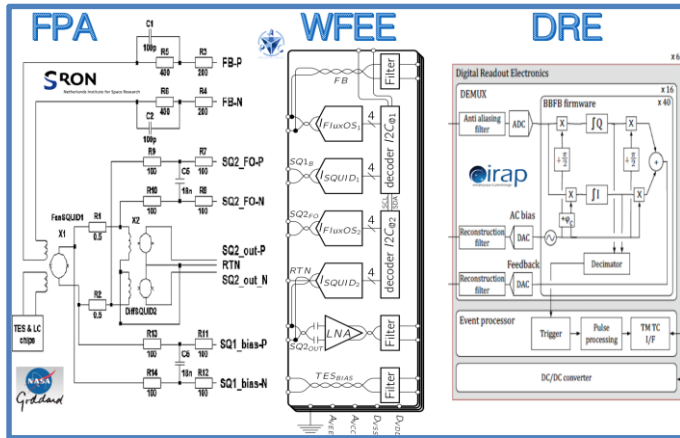 FPA
WFEE
DRE
C1
100p
R5
400
R3
200
FB-P
SRON
Netherlands Institute for Space Research
R6
400
R4
200
FB-N
C2
100p
R9
100
R7
100
SQ2_FO-P
C5
18n
R10
100
R8
100
SQ2_FO-N
R1
0.5
X2
X1
SQ2_out-P
RTN
SQ2_out_N
R2
0.5
DiffSQUID2
TES & LC
chips
R13
100
R11
100
SQ1_bias-P
C6
18n
R14
100
R12
100
SQ1_bias-N
NASA
Goddard
FB
Filter
FluxOS1
4
decoder I2Cφ1
SQ1B
SQUID1
4
SCL
SDA
SQ2FO
FluxOS2
4
decoder I2Cφ2
RTN
SQUID2
4
LNA
Filter
SQ2OUT
TESBIAS
Filter
AVEE
AVCC
DVSS
DVDD
x 6
Digital Readout Electronics
DEMUX
x 16
BBFB firmware
x 40
Anti aliasing
filter
ADC
X
∫Q
X
irap
÷
π/2
÷
π/2
+
X
∫I
X
AC bias
Reconstruction
filter
DAC
Feedback
Reconstruction
filter
DAC
Decimator
Event processor
Trigger
Pulse
processing
TM TC
I/F
DC/DC converter